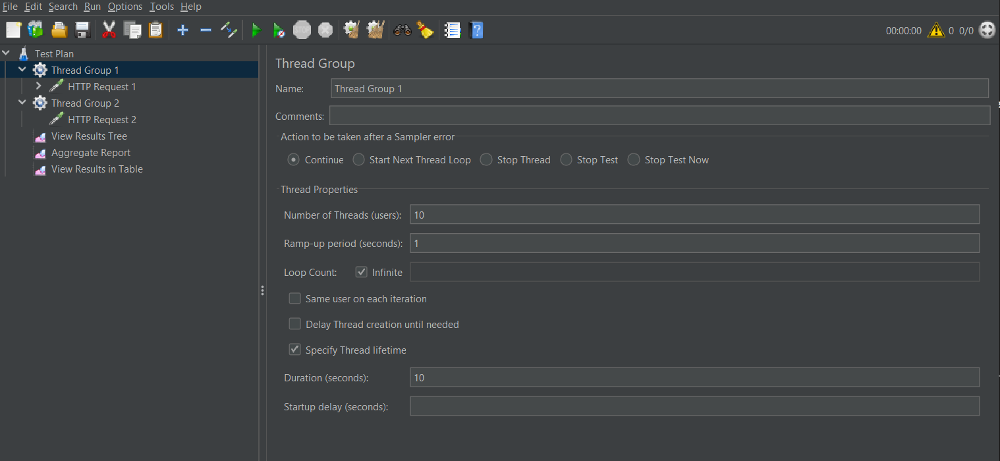 File Edit Search Run Options Tools Help
STOP
00:00:00 0 0/0
Test Plan
Thread Group 1
HTTP Request 1
Thread Group 2
HTTP Request 2
View Results Tree
Aggregate Report
View Results in Table
Thread Group
Name: Thread Group 1
Comments:
Action to be taken after a Sampler error
Continue Start Next Thread Loop Stop Thread Stop Test Stop Test Now
Thread Properties
Number of Threads (users): 10
Ramp-up period (seconds): 1
Loop Count: Infinite
Same user on each iteration
Delay Thread creation until needed
Specify Thread lifetime
Duration (seconds): 10
Startup delay (seconds):